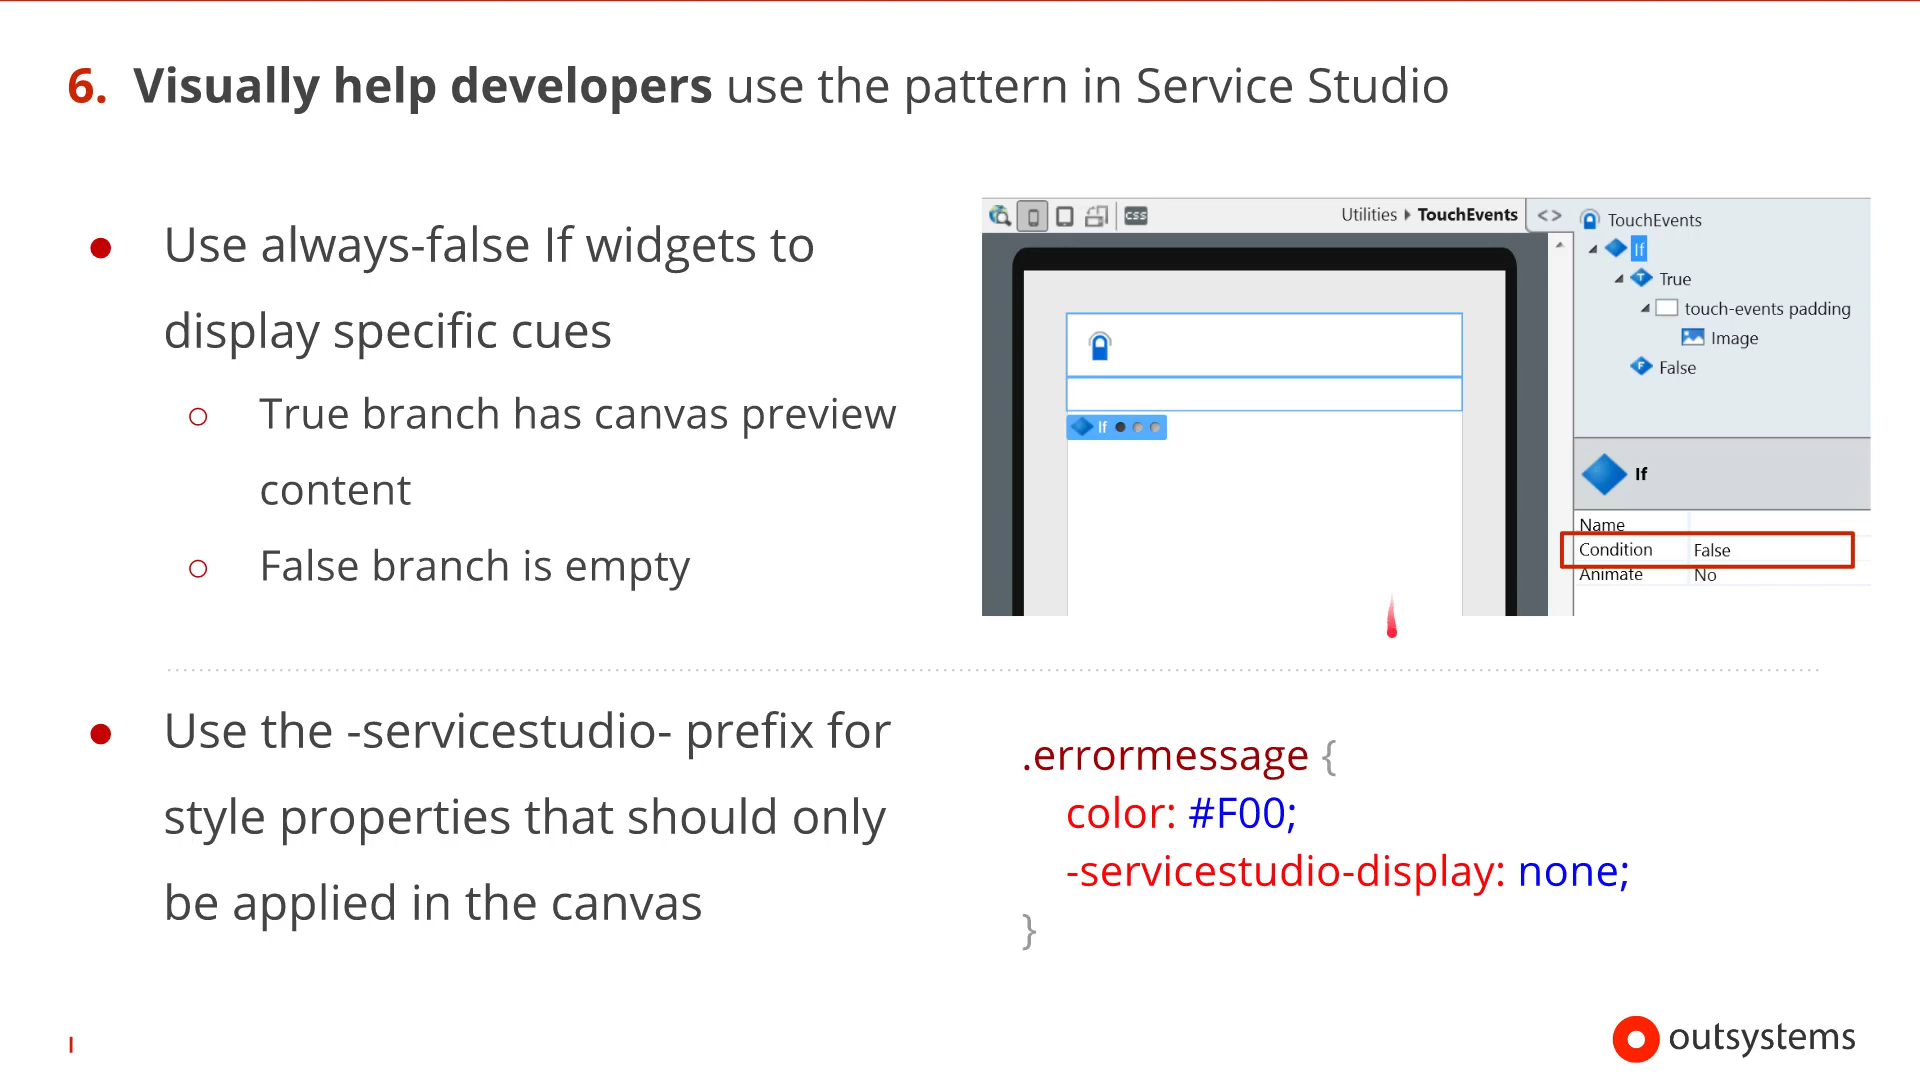 6. Visually help developers use the pattern in Service Studio
● Use always-false If widgets to
display specific cues
○ True branch has canvas preview
content
○ False branch is empty
CSS
Utilities ▸ TouchEvents
<>
TouchEvents
If
T True
touch-events padding
Image
F False
If
If
Name
Condition False
Animate No
● Use the -servicestudio- prefix for
style properties that should only
be applied in the canvas
.errormessage {
color: #F00;
-servicestudio-display: none;
}
outsystems